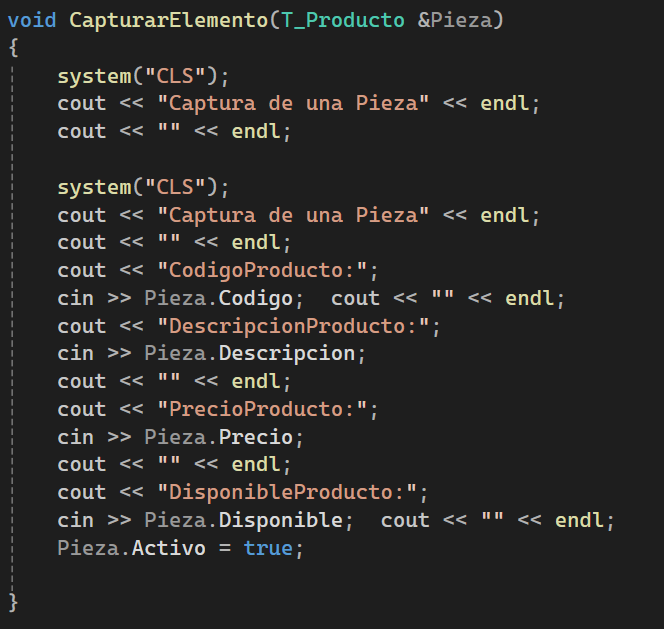 void CapturarElemento(T_Producto &Pieza)
{
    system("CLS");
    cout << "Captura de una Pieza" << endl;
    cout << "" << endl;

    system("CLS");
    cout << "Captura de una Pieza" << endl;
    cout << "" << endl;
    cout << "CodigoProducto:";
    cin >> Pieza.Codigo;  cout << "" << endl;
    cout << "DescripcionProducto:";
    cin >> Pieza.Descripcion;
    cout << "" << endl;
    cout << "PrecioProducto:";
    cin >> Pieza.Precio;
    cout << "" << endl;
    cout << "DisponibleProducto:";
    cin >> Pieza.Disponible;  cout << "" << endl;
    Pieza.Activo = true;

}